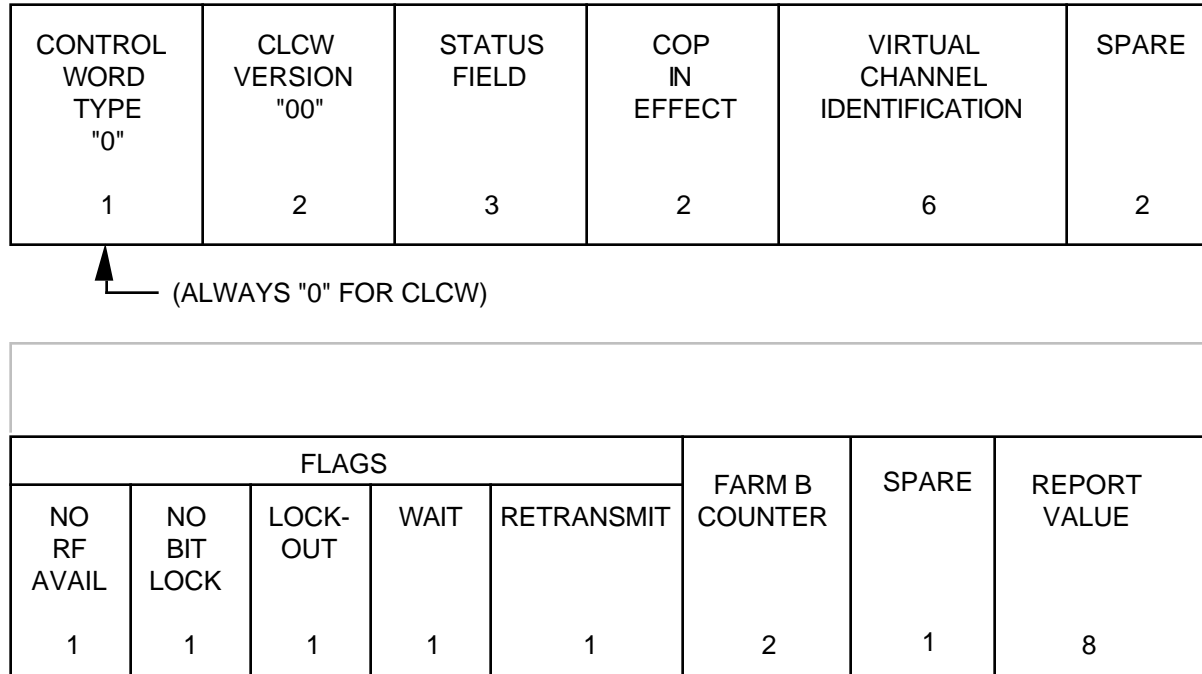 CONTROL
WORD
TYPE
"0"
1
CLCW
VERSION
"00"
2
STATUS
FIELD
3
COP
IN
EFFECT
2
VIRTUAL
CHANNEL
IDENTIFICATION
6
SPARE
2
(ALWAYS "0" FOR CLCW)
FLAGS
NO
RF
AVAIL
1
NO
BIT
LOCK
1
LOCK-
OUT
1
WAIT
1
RETRANSMIT
1
FARM B
COUNTER
2
SPARE
1
REPORT
VALUE
8